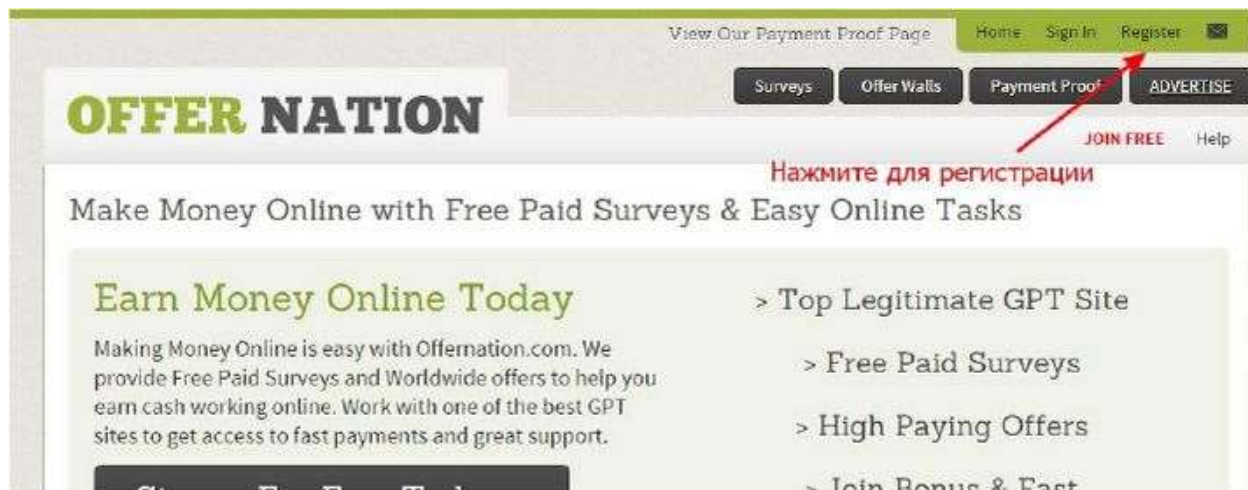 View Our Payment Proof Page Home Sign In Register
Surveys Offer Walls Payment Proof ADVERTISE
OFFER NATION
JOIN FREE Help
Нажмите для регистрации
Make Money Online with Free Paid Surveys & Easy Online Tasks
Earn Money Online Today
Making Money Online is easy with Offernation.com. We
provide Free Paid Surveys and Worldwide offers to help you
earn cash working online. Work with one of the best GPT
sites to get access to fast payments and great support.
> Top Legitimate GPT Site
> Free Paid Surveys
> High Paying Offers
> Join Bonus & Fast